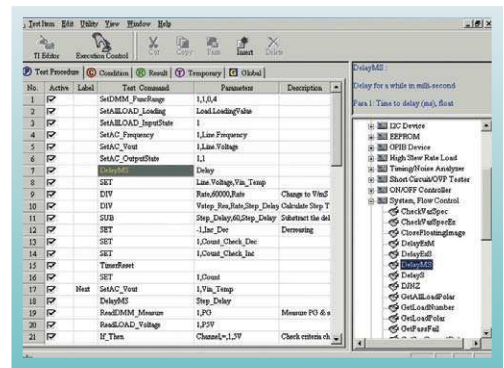 Test Item Edit Utility View Window Help
TI Editor Execution Control Cut Copy Paste Insert Delete
P Test Procedure C Condition R Result T Temporary G Global
No. Active Label Test Command Parameters Description
1 SetDMM_FuncRange 1,1,0,4
2 SetAllLOAD_Loading Load.LoadingValue
3 SetAllLOAD_InputState 1
4 SetAC_Frequency 1,Line.Frequency
5 SetAC_Vout 1,Line.Voltage
6 SetAC_OutputState 1,1
7 DelayMS Delay
8 SET Line.Voltage,Vin_Temp
9 DIV Rate,60000,Rate Change to V/mS
10 DIV Vstep_Res,Rate,Step_Delay Calculate Step T
11 SUB Step_Delay,60,Step_Delay Substract the del
12 SET -1,Inc_Dec Decreasing
13 SET 1,Count_Check_Dec
14 SET 1,Count_Check_Inc
15 TimerReset
16 SET 1,Count
17 Next SetAC_Vout 1,Vin_Temp
18 DelayMS Step_Delay
19 ReadDMM_Measure 1,PG Measure PG & s
20 ReadLOAD_Voltage 1,P5V
21 If_Then Channel,=,1,5V Check criteria ch
DelayMS :
Delay for a while in milli-second
Para 1: Time to delay (ms), float
I2C Device
EEPROM
GPIB Device
High Slew Rate Load
Timing/Noise Analyzer
Short Circuit/OVP Tester
ON/OFF Controller
System, Flow Control
CheckVarSpec
CheckVarSpecEx
CloseFloatingImage
DelayExM
DelayExS
DelayMS
DelayS
DJNZ
GetAllLoadPolar
GetLoadNumber
GetLoadPolar
GetPassFail